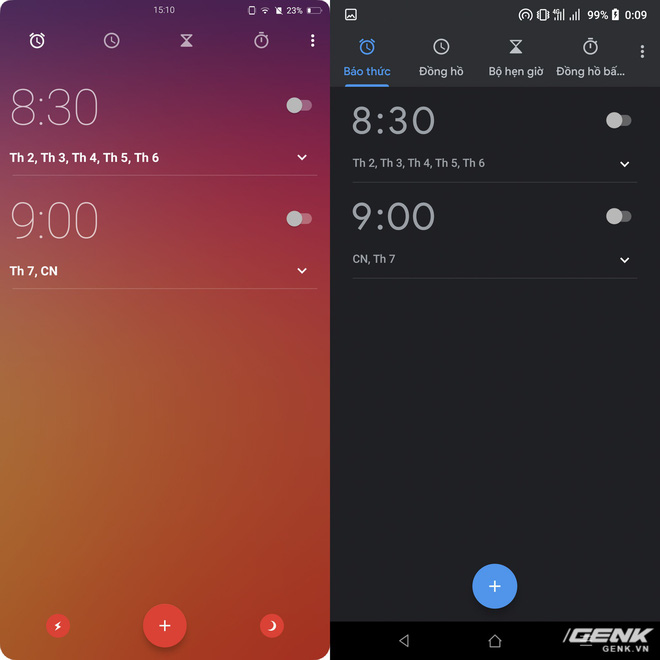 15:10
23%
8:30
Th 2, Th 3, Th 4, Th 5, Th 6
9:00
Th 7, CN
99% 0:09
Báo thức Đồng hồ Bộ hẹn giờ Đồng hồ bấ...
8:30
Th 2, Th 3, Th 4, Th 5, Th 6
9:00
CN, Th 7
GENK
GENK.VN